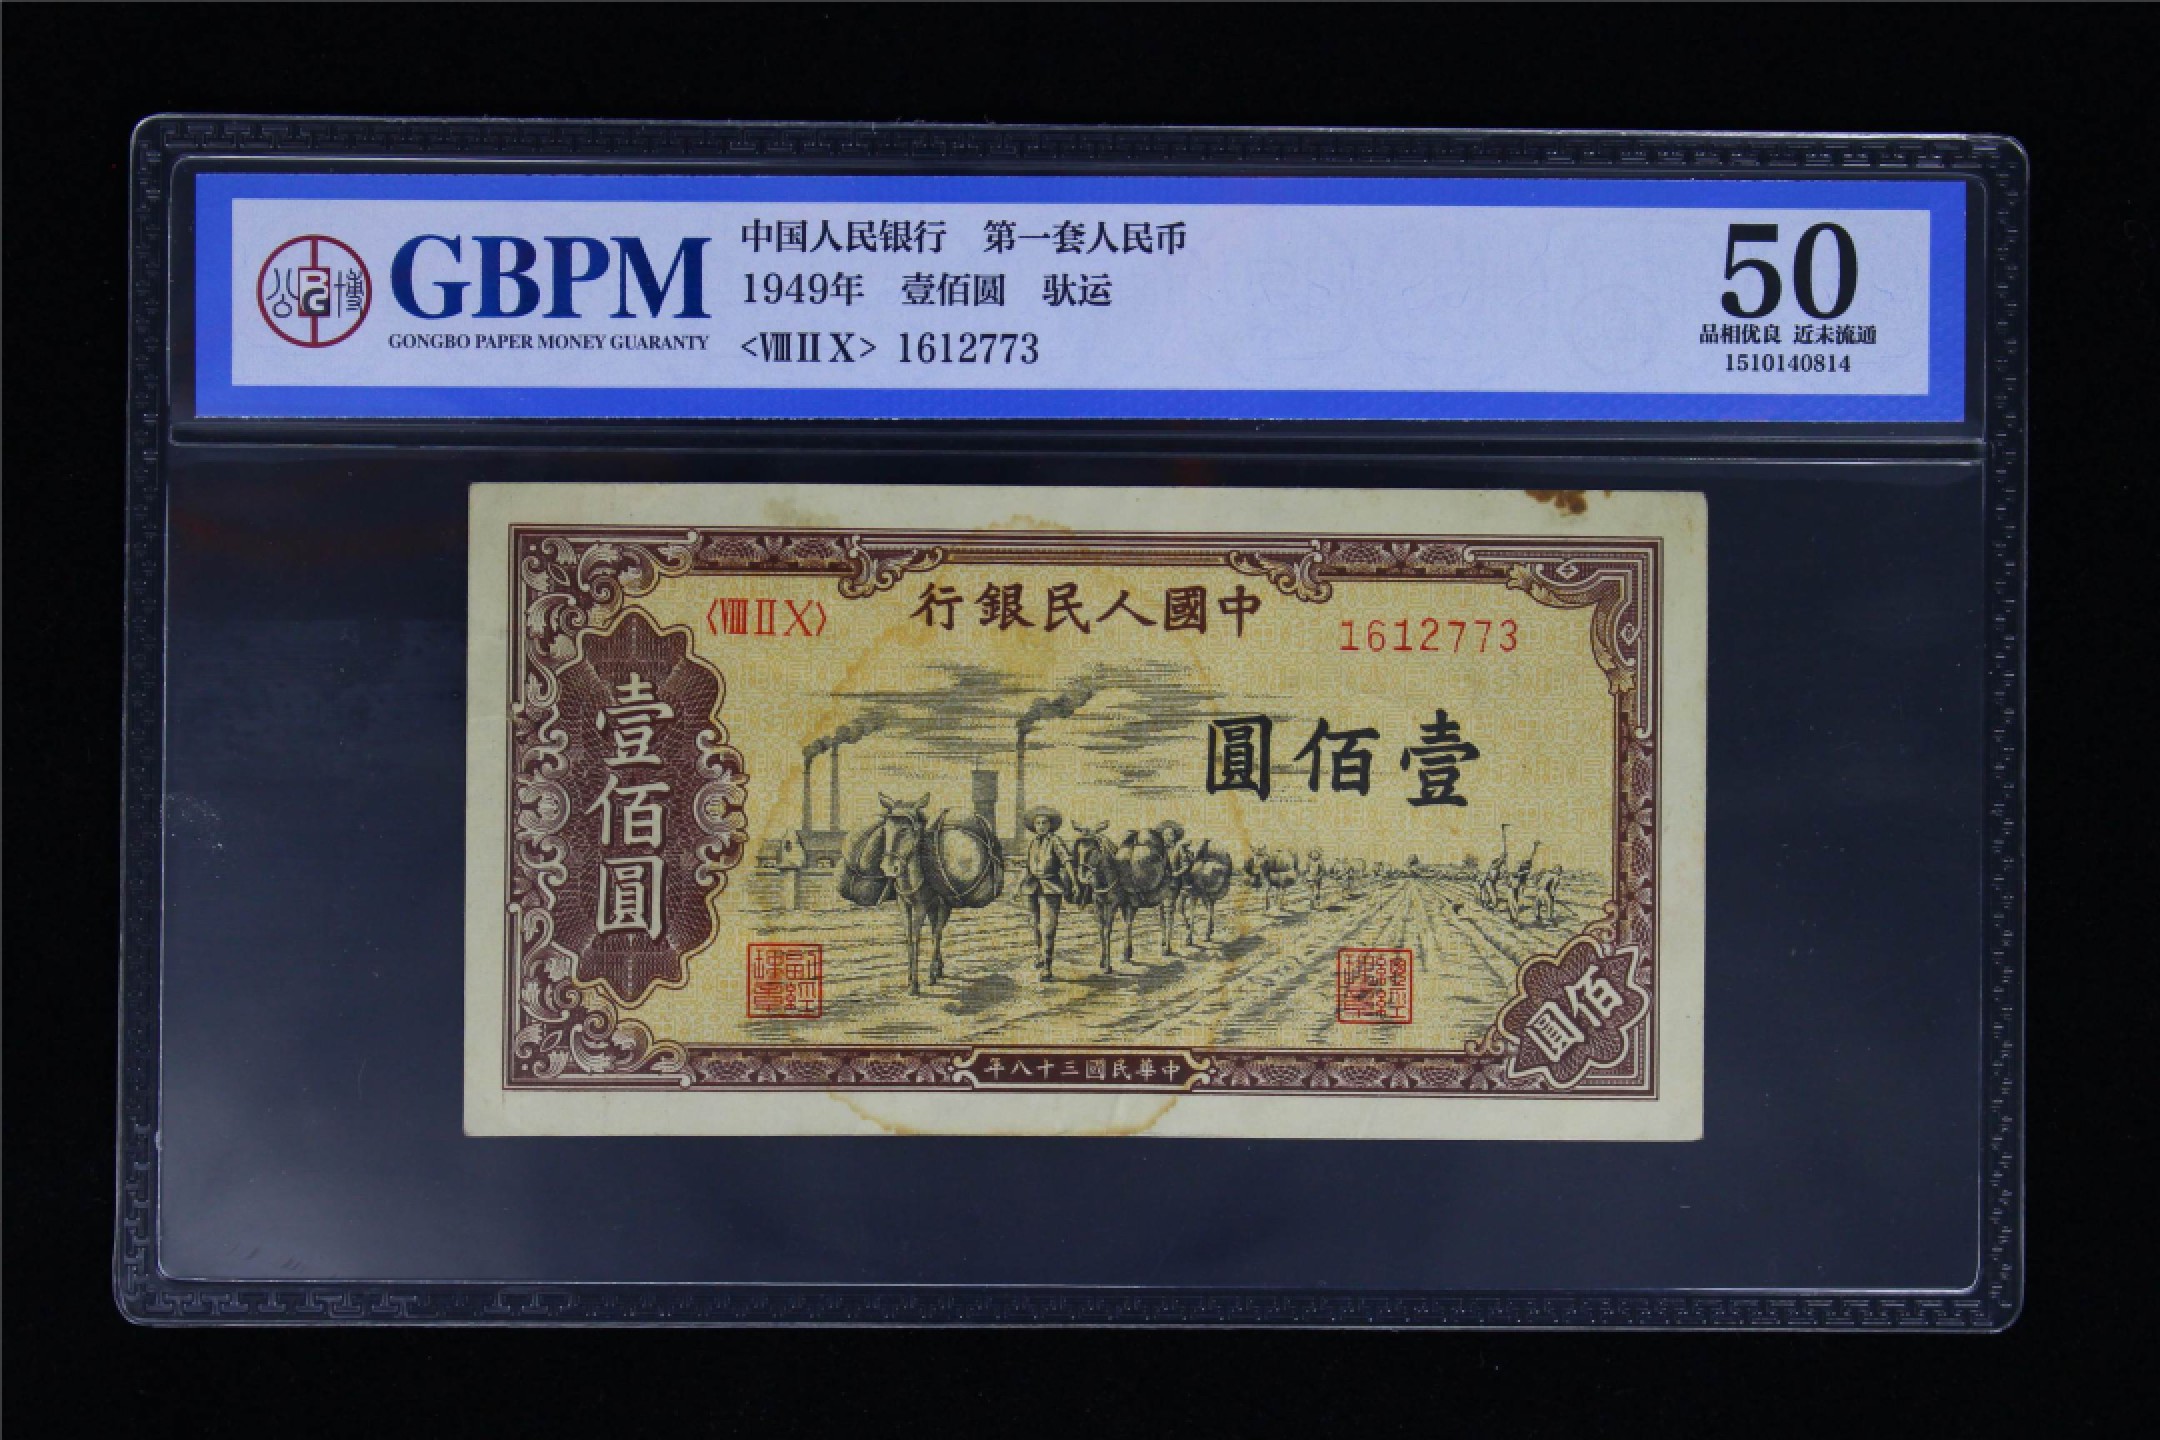 公博
GBPM
GONGBO PAPER MONEY GUARANTY
中国人民银行 第一套人民币
1949年 壹佰圆 驮运
<ⅧⅡX> 1612773
50
品相优良 近未流通
1510140814
〈ⅧⅡX〉
行銀民人國中
1612773
壹佰圓
圓佰壹
佰圓
年八十三國民華中